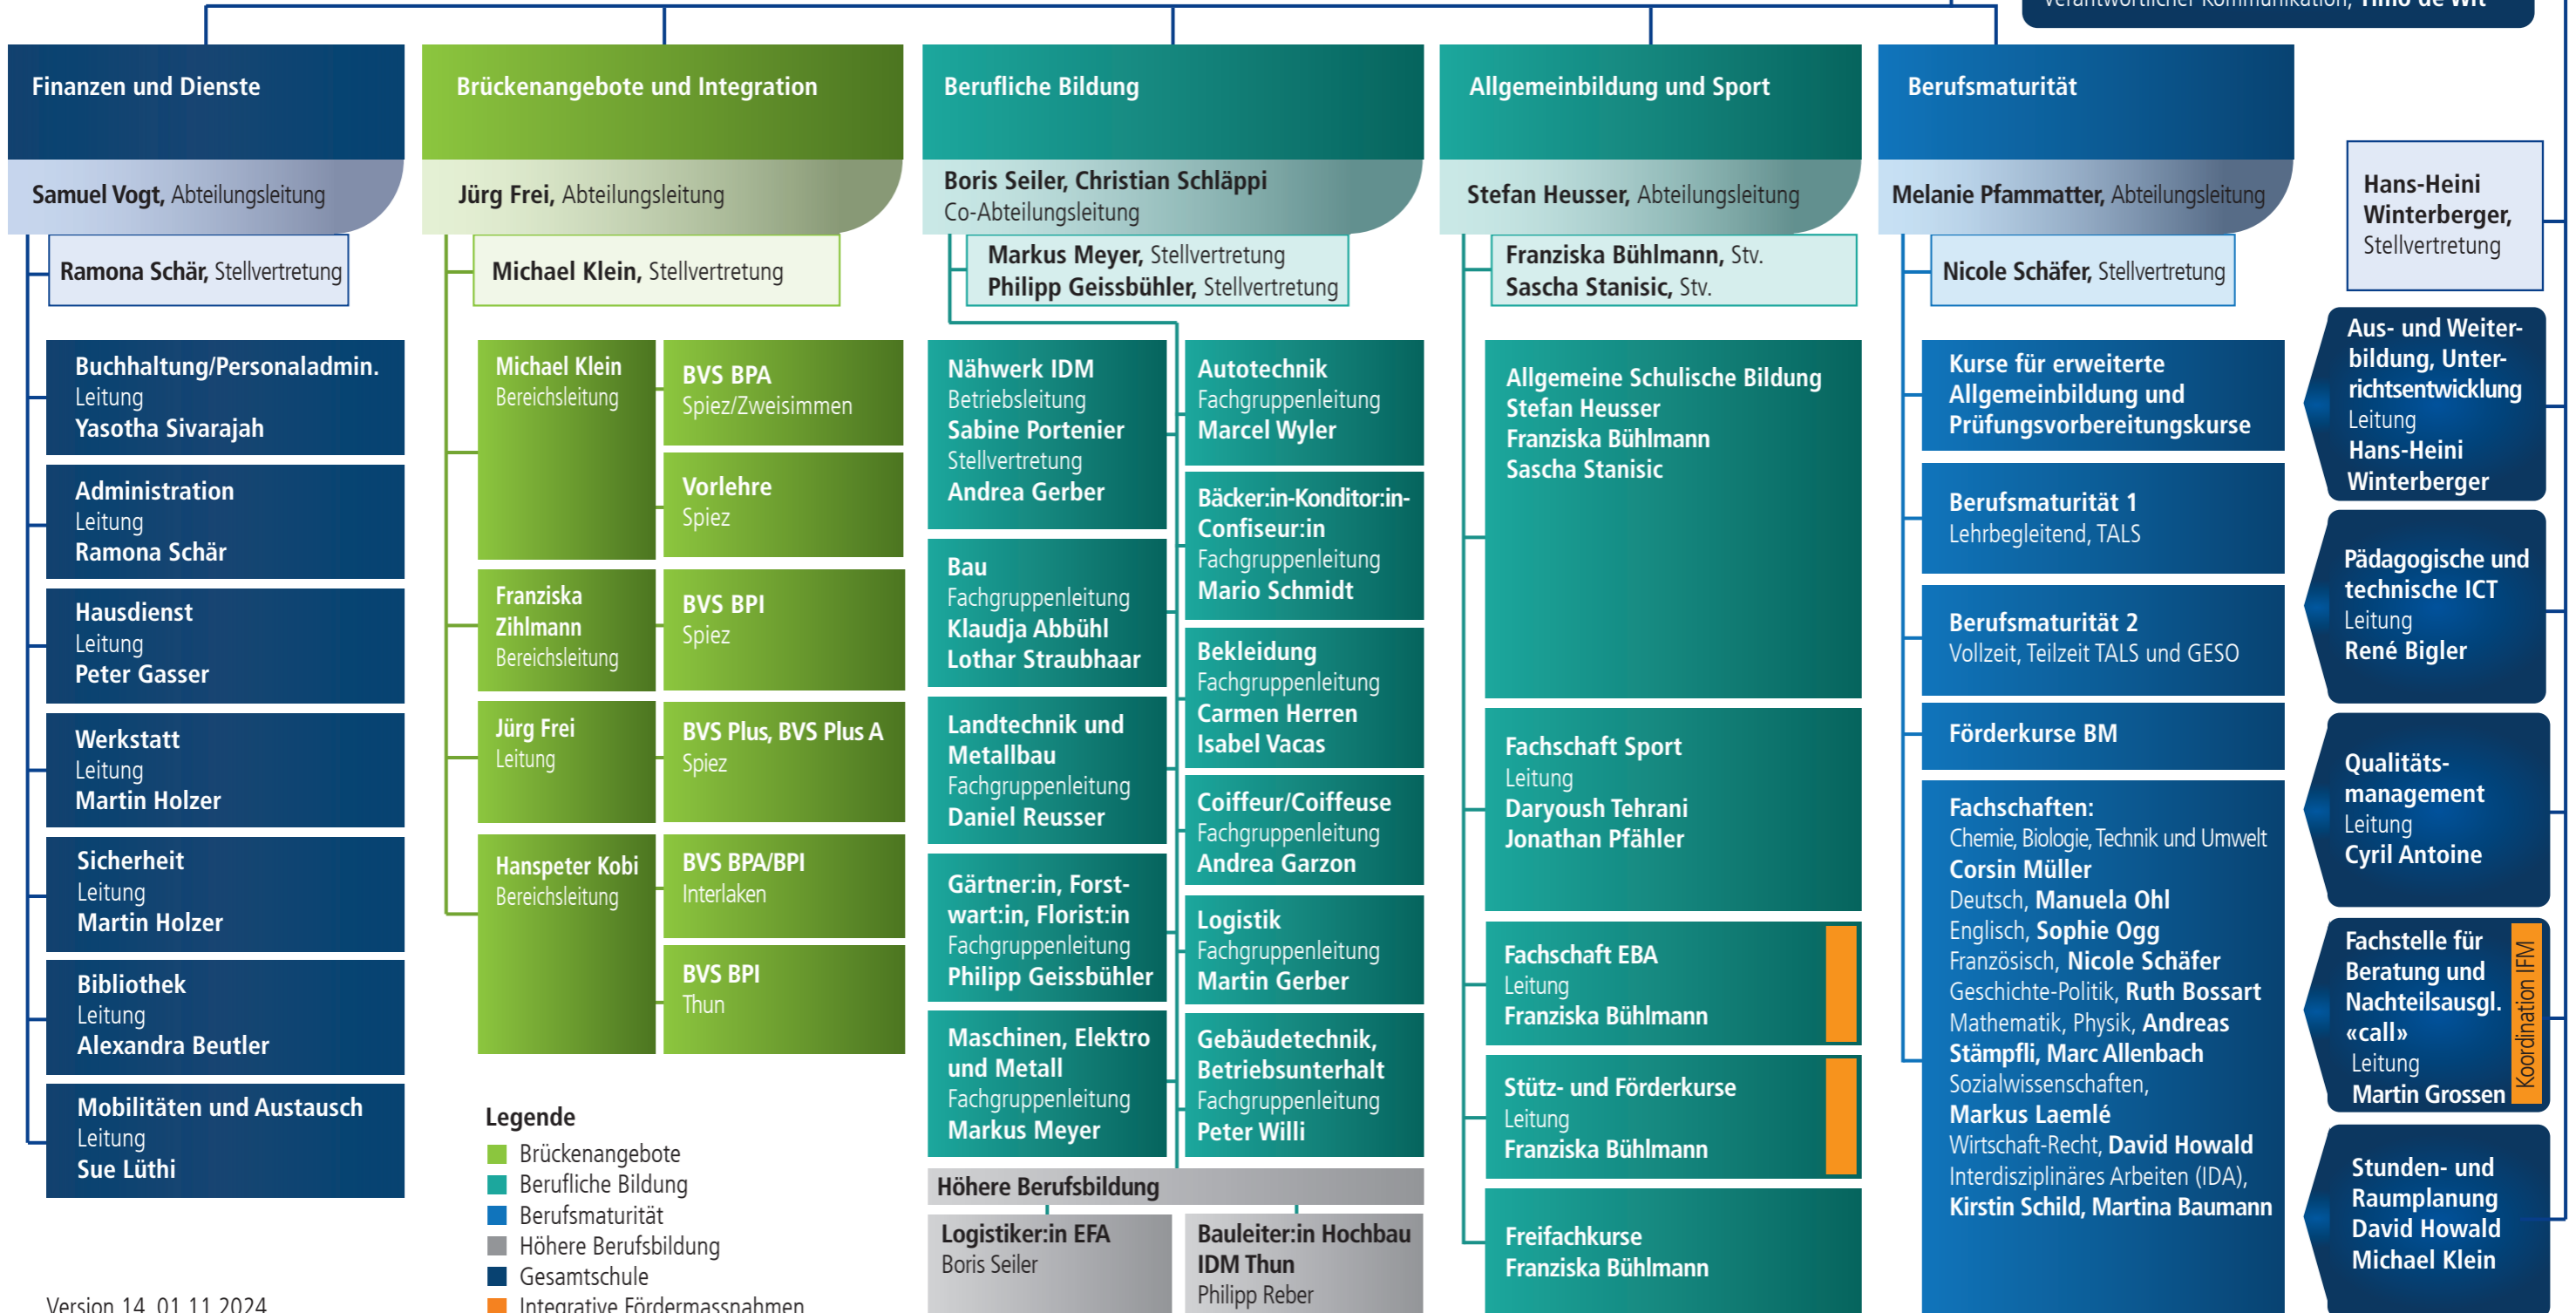 verantwortlicher Kommunikation, Timo de Wit
Finanzen und Dienste
Samuel Vogt, Abteilungsleitung
Ramona Schär, Stellvertretung
Buchhaltung/Personaladmin.
Leitung
Yasotha Sivarajah
Administration
Leitung
Ramona Schär
Hausdienst
Leitung
Peter Gasser
Werkstatt
Leitung
Martin Holzer
Sicherheit
Leitung
Martin Holzer
Bibliothek
Leitung
Alexandra Beutler
Mobilitäten und Austausch
Leitung
Sue Lüthi
Version 14, 01.11.2024
Brückenangebote und Integration
Jürg Frei, Abteilungsleitung
Michael Klein, Stellvertretung
Michael Klein
Bereichsleitung
BVS BPA
Spiez/Zweisimmen
Vorlehre
Spiez
Franziska
Zihlmann
Bereichsleitung
BVS BPI
Spiez
Jürg Frei
Leitung
BVS Plus, BVS Plus A
Spiez
Hanspeter Kobi
Bereichsleitung
BVS BPA/BPI
Interlaken
BVS BPI
Thun
Legende
Brückenangebote
Berufliche Bildung
Berufsmaturität
Höhere Berufsbildung
Gesamtschule
Integrative Fördermassnahmen
Berufliche Bildung
Boris Seiler, Christian Schläppi
Co-Abteilungsleitung
Markus Meyer, Stellvertretung
Philipp Geissbühler, Stellvertretung
Nähwerk IDM
Betriebsleitung
Sabine Portenier
Stellvertretung
Andrea Gerber
Bau
Fachgruppenleitung
Klaudja Abbühl
Lothar Straubhaar
Landtechnik und
Metallbau
Fachgruppenleitung
Daniel Reusser
Gärtner:in, Forst-
wart:in, Florist:in
Fachgruppenleitung
Philipp Geissbühler
Maschinen, Elektro
und Metall
Fachgruppenleitung
Markus Meyer
Autotechnik
Fachgruppenleitung
Marcel Wyler
Bäcker:in-Konditor:in-
Confiseur:in
Fachgruppenleitung
Mario Schmidt
Bekleidung
Fachgruppenleitung
Carmen Herren
Isabel Vacas
Coiffeur/Coiffeuse
Fachgruppenleitung
Andrea Garzon
Logistik
Fachgruppenleitung
Martin Gerber
Gebäudetechnik,
Betriebsunterhalt
Fachgruppenleitung
Peter Willi
Höhere Berufsbildung
Logistiker:in EFA
Boris Seiler
Bauleiter:in Hochbau
IDM Thun
Philipp Reber
Allgemeinbildung und Sport
Stefan Heusser, Abteilungsleitung
Franziska Bühlmann, Stv.
Sascha Stanisic, Stv.
Allgemeine Schulische Bildung
Stefan Heusser
Franziska Bühlmann
Sascha Stanisic
Fachschaft Sport
Leitung
Daryoush Tehrani
Jonathan Pfähler
Fachschaft EBA
Leitung
Franziska Bühlmann
Stütz- und Förderkurse
Leitung
Franziska Bühlmann
Freifachkurse
Franziska Bühlmann
Berufsmaturität
Melanie Pfammatter, Abteilungsleitung
Nicole Schäfer, Stellvertretung
Kurse für erweiterte
Allgemeinbildung und
Prüfungsvorbereitungskurse
Berufsmaturität 1
Lehrbegleitend, TALS
Berufsmaturität 2
Vollzeit, Teilzeit TALS und GESO
Förderkurse BM
Fachschaften:
Chemie, Biologie, Technik und Umwelt
Corsin Müller
Deutsch, Manuela Ohl
Englisch, Sophie Ogg
Französisch, Nicole Schäfer
Geschichte-Politik, Ruth Bossart
Mathematik, Physik, Andreas
Stämpfli, Marc Allenbach
Sozialwissenschaften,
Markus Laemlé
Wirtschaft-Recht, David Howald
Interdisziplinäres Arbeiten (IDA),
Kirstin Schild, Martina Baumann
Hans-Heini
Winterberger,
Stellvertretung
Aus- und Weiter-
bildung, Unter-
richtsentwicklung
Leitung
Hans-Heini
Winterberger
Pädagogische und
technische ICT
Leitung
René Bigler
Qualitäts-
management
Leitung
Cyril Antoine
Fachstelle für
Beratung und
Nachteilsausgl.
«call»
Leitung
Martin Grossen
Koordination IFM
Stunden- und
Raumplanung
David Howald
Michael Klein